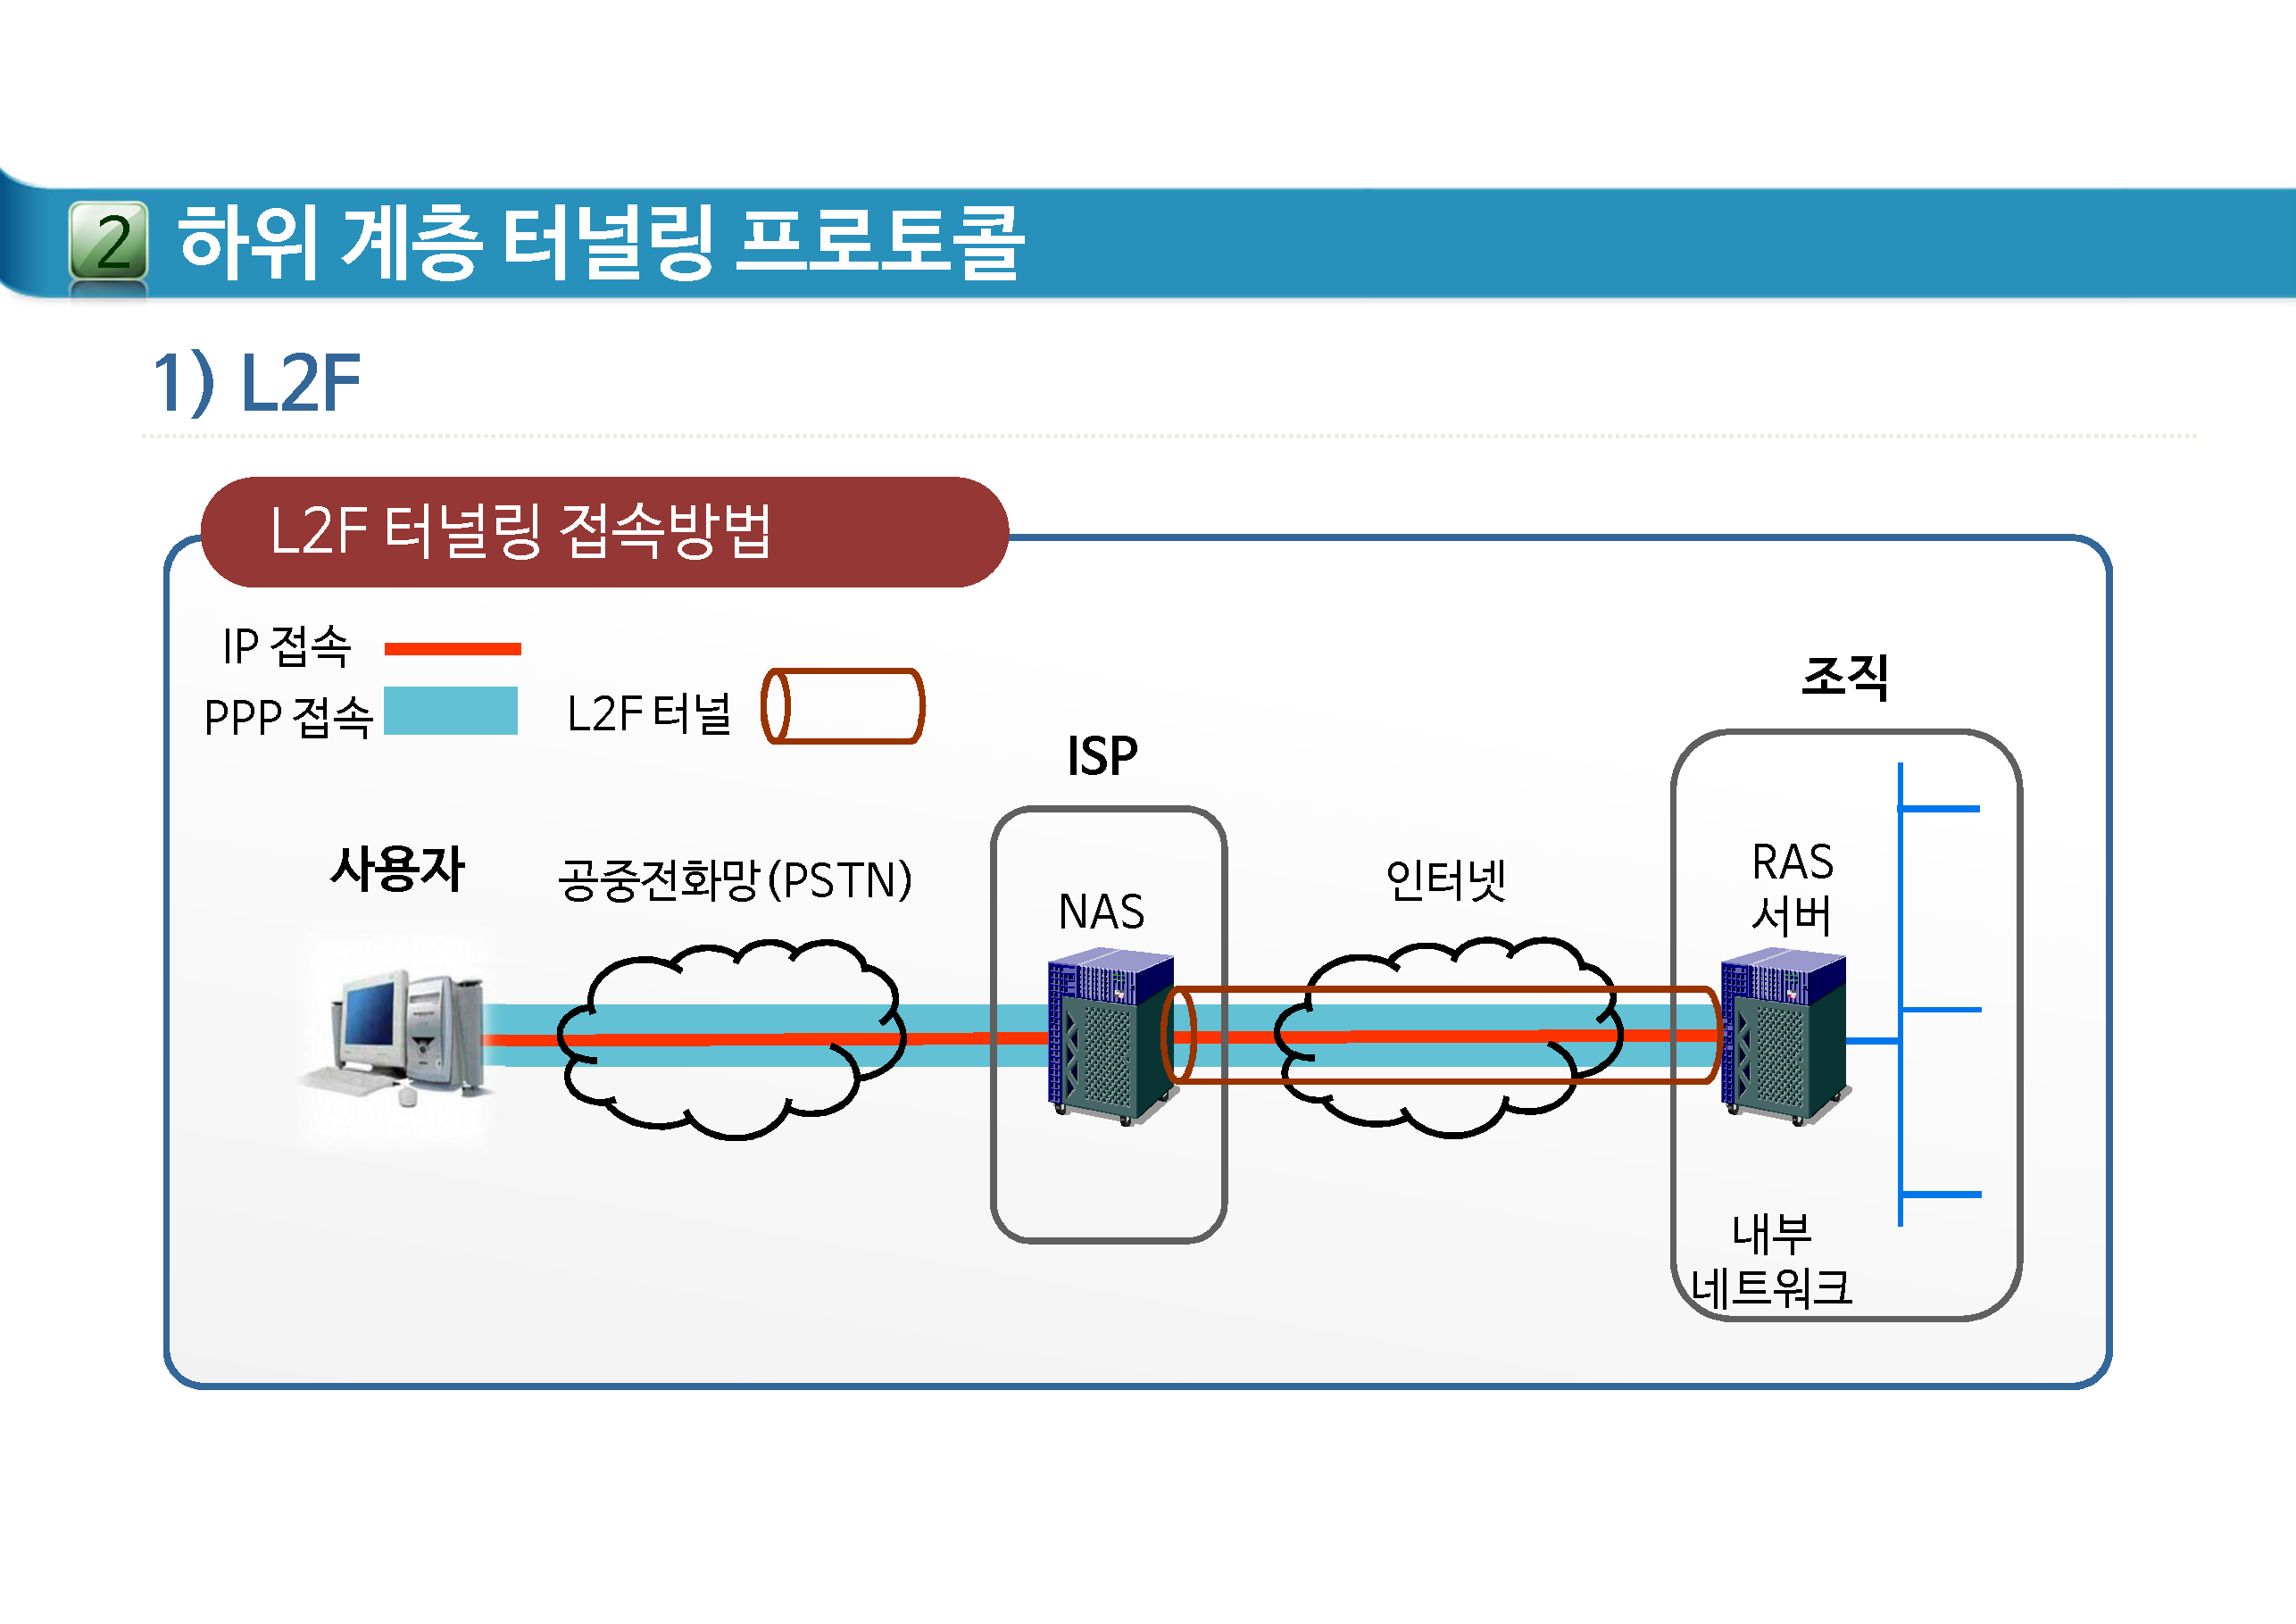 2 하위 계층 터널링 프로토콜
1) L2F
L2F 터널링 접속방법
IP 접속
PPP 접속
L2F 터널
조직
ISP
사용자
공중전화망(PSTN)
NAS
인터넷
RAS
서버
내부
네트워크